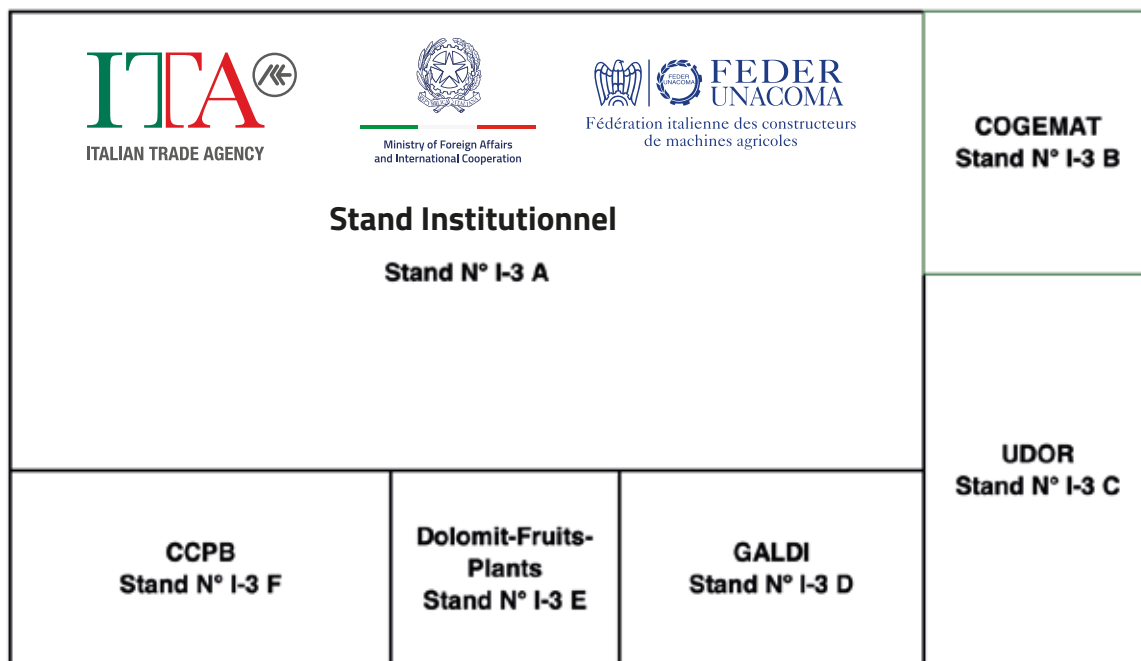 ITA
ITALIAN TRADE AGENCY
Ministry of Foreign Affairs
and International Cooperation
FEDER
UNACOMA
FEDER
UNACOMA
Fédération italienne des constructeurs
de machines agricoles
COGEMAT
Stand N° I-3 B
Stand Institutionnel
Stand N° I-3 A
UDOR
Stand N° I-3 C
CCPB
Stand N° I-3 F
Dolomit-Fruits-
Plants
Stand N° I-3 E
GALDI
Stand N° I-3 D